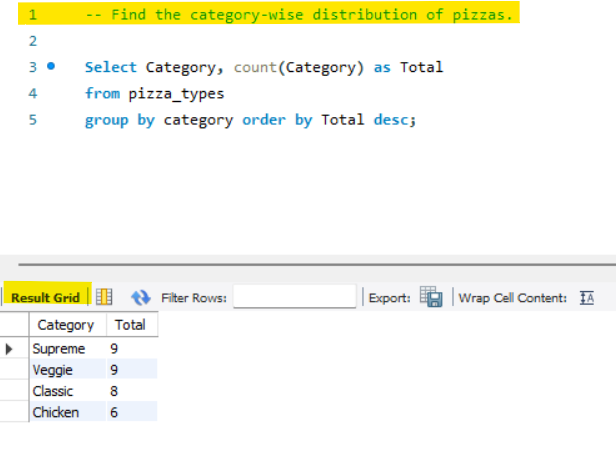 1 -- Find the category-wise distribution of pizzas.
2
3 Select Category, count(Category) as Total
4 from pizza_types
5 group by category order by Total desc;
Result Grid Filter Rows: Export: Wrap Cell Content: IA
Category Total
Supreme 9
Veggie 9
Classic 8
Chicken 6